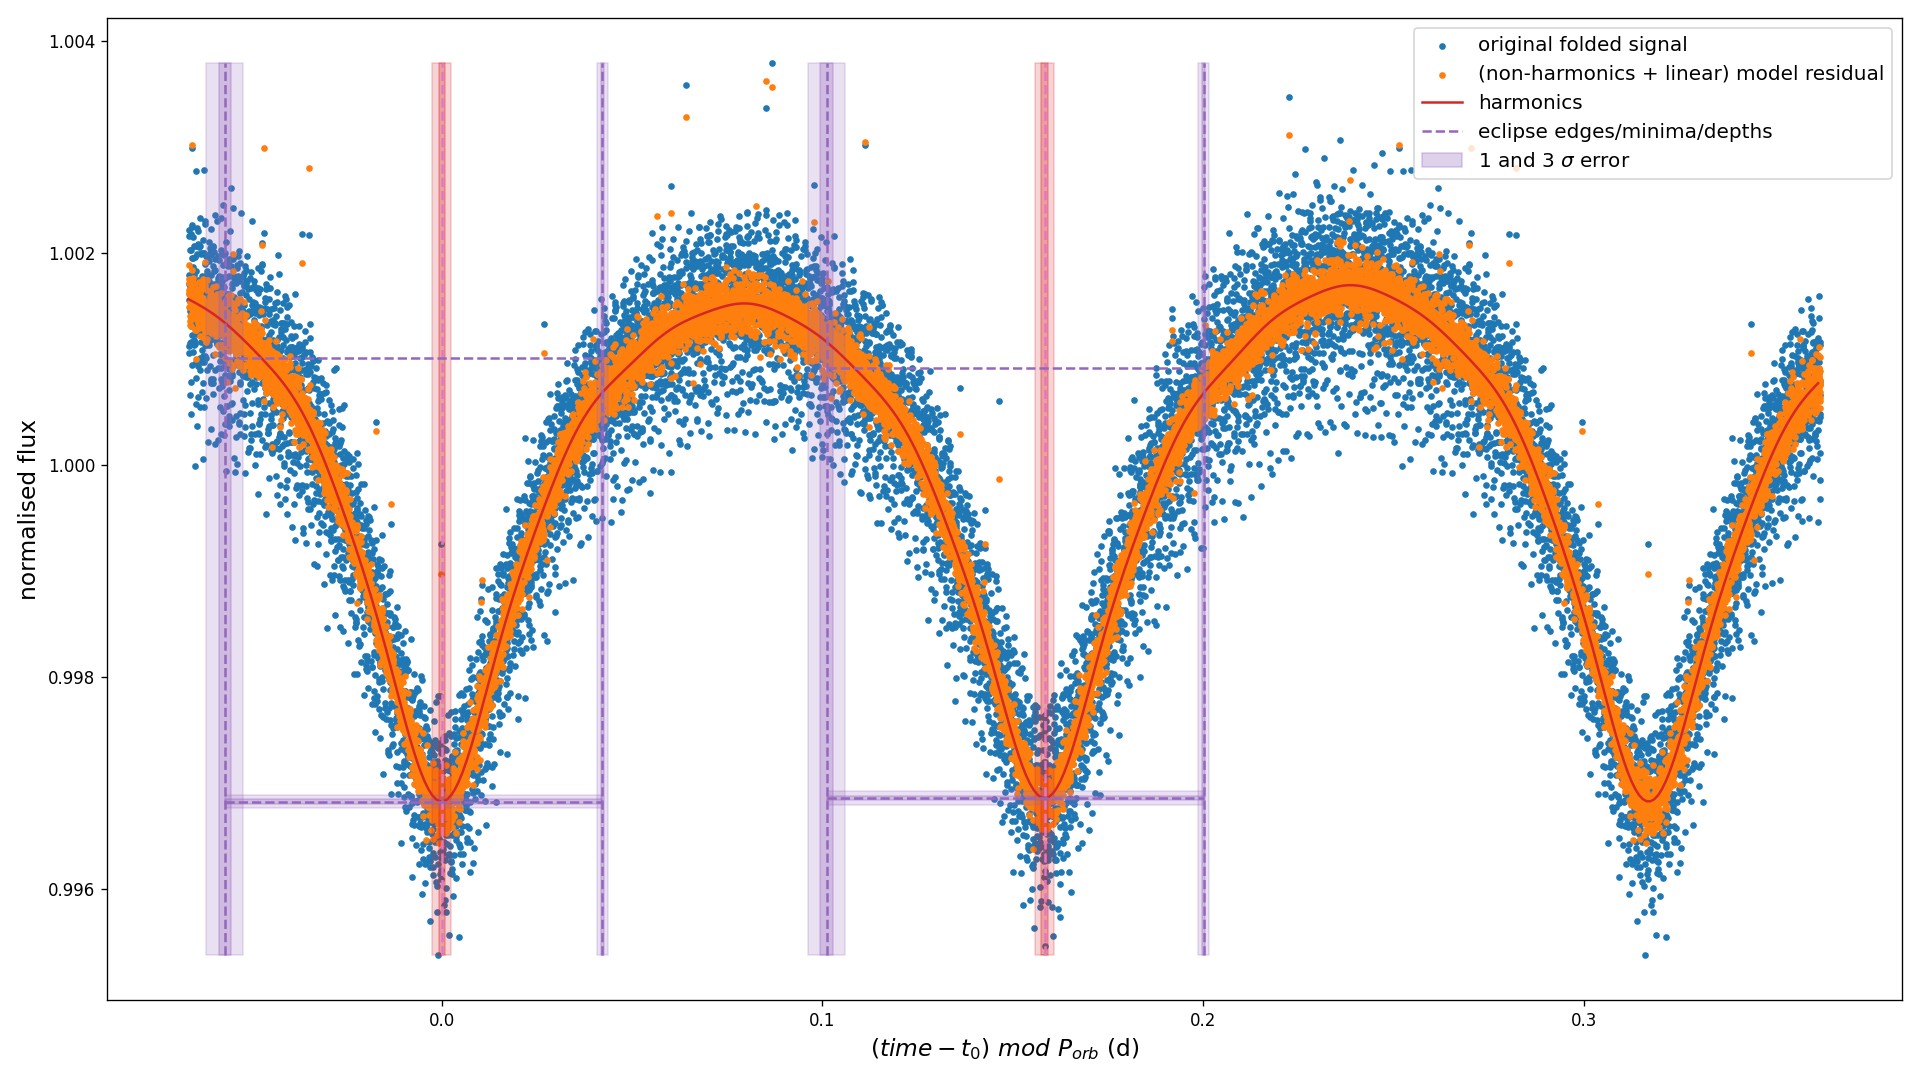 original folded signal
(non-harmonics + linear) model residual
harmonics
eclipse edges/minima/depths
1 and 3 σ error
normalised flux
1.004
1.002
1.000
0.998
0.996
0.0
0.1
0.2
0.3
(time − t₀) mod Pₒᵣb (d)